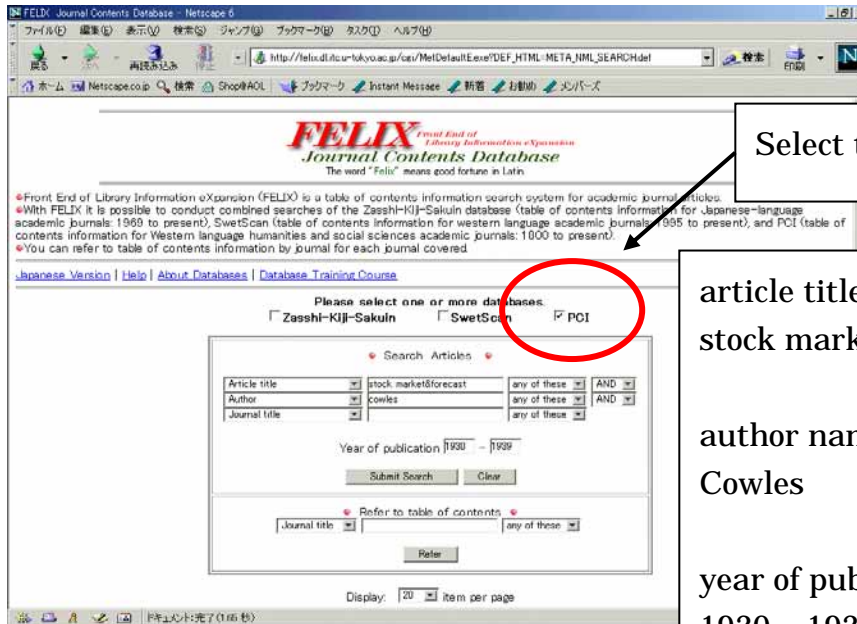 FELIX Journal Contents Database - Netscape 6
ファイル(F) 編集(E) 表示(V) 検索(S) ジャンプ(G) ブックマーク(B) タスク(T) ヘルプ(H)
戻る 再読み込み http://felix.dl.itc.u-tokyo.ac.jp/cgi/MetDefaultE.exe?DEF_HTML=META_NML_SEARCH.def 検索 印刷
ホーム Netscape.co.jp 検索 Shop@AOL ブックマーク Instant Message 新着 お勧め メンバーズ
FELIX Front End of Library Information eXpansion
Journal Contents Database
The word "Felix" means good fortune in Latin
Select t
Front End of Library Information eXpansion (FELIX) is a table of contents information search system for academic journal articles.
With FELIX it is possible to conduct combined searches of the Zasshi-Kiji-Sakuin database (table of contents information for Japanese-language
academic journals: 1969 to present), SwetScan (table of contents information for western language academic journals: 1995 to present), and PCI (table of
contents information for Western language humanities and social sciences academic journals: 1800 to present).
You can refer to table of contents information by journal for each journal covered.
Japanese Version | Help | About Databases | Database Training Course
Please select one or more databases.
Zasshi-Kiji-Sakuin SwetScan PCI
Search Articles
Article title stock market&forecast any of these AND
Author cowles any of these AND
Journal title any of these
Year of publication 1930 - 1939
Submit Search Clear
Refer to table of contents
Journal title any of these
Refer
Display: 20 item per page
ドキュメント:完了(1.65 秒)
article title
stock mark
author nam
Cowles
year of pub